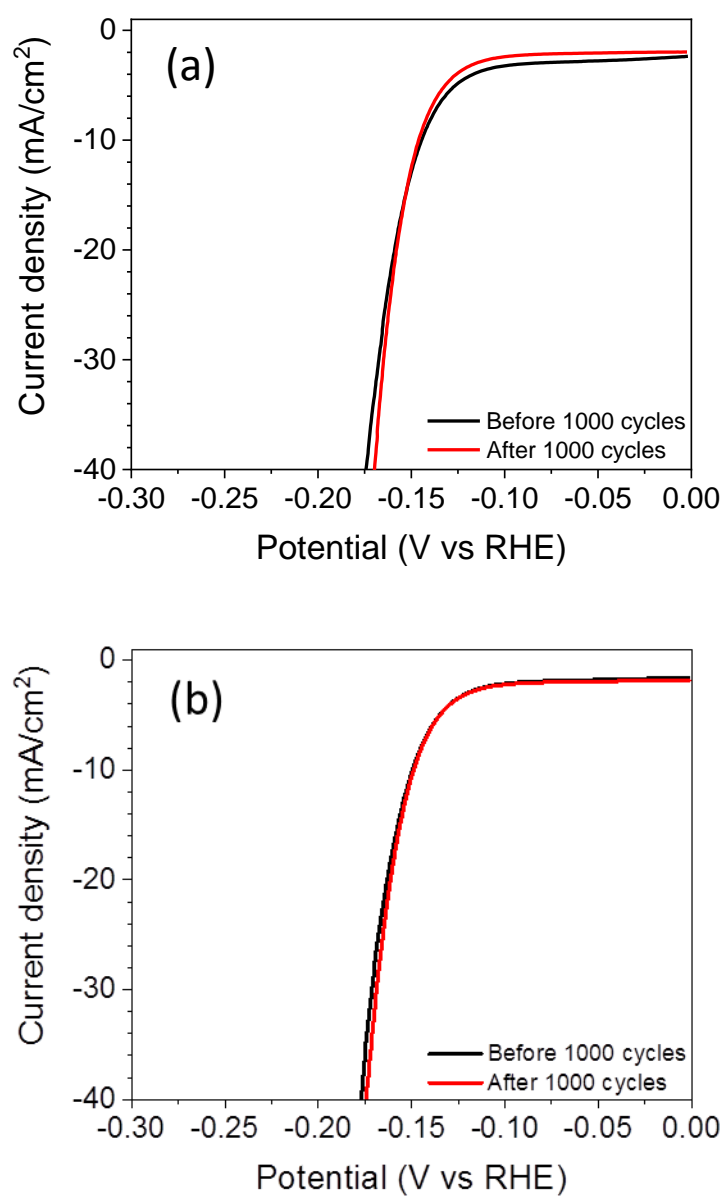 (a)
Current density (mA/cm²)
0
-10
-20
-30
-40
Before 1000 cycles
After 1000 cycles
-0.30 -0.25 -0.20 -0.15 -0.10 -0.05 0.00
Potential (V vs RHE)
(b)
Current density (mA/cm²)
0
-10
-20
-30
-40
Before 1000 cycles
After 1000 cycles
-0.30 -0.25 -0.20 -0.15 -0.10 -0.05 0.00
Potential (V vs RHE)